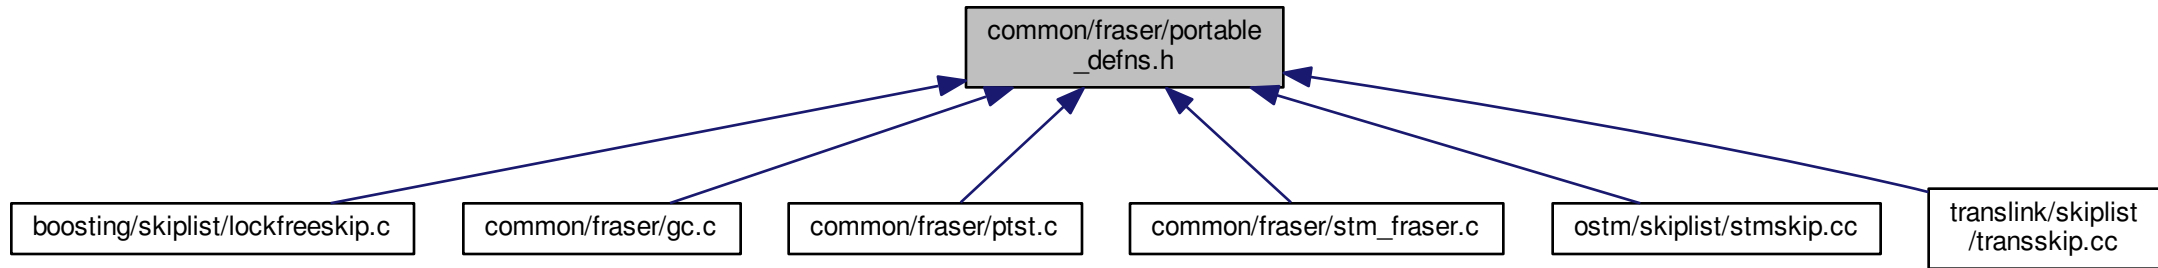 common/fraser/portable
_defns.h
boosting/skiplist/lockfreeskip.c
common/fraser/gc.c
common/fraser/ptst.c
common/fraser/stm_fraser.c
ostm/skiplist/stmskip.cc
translink/skiplist
/transskip.cc